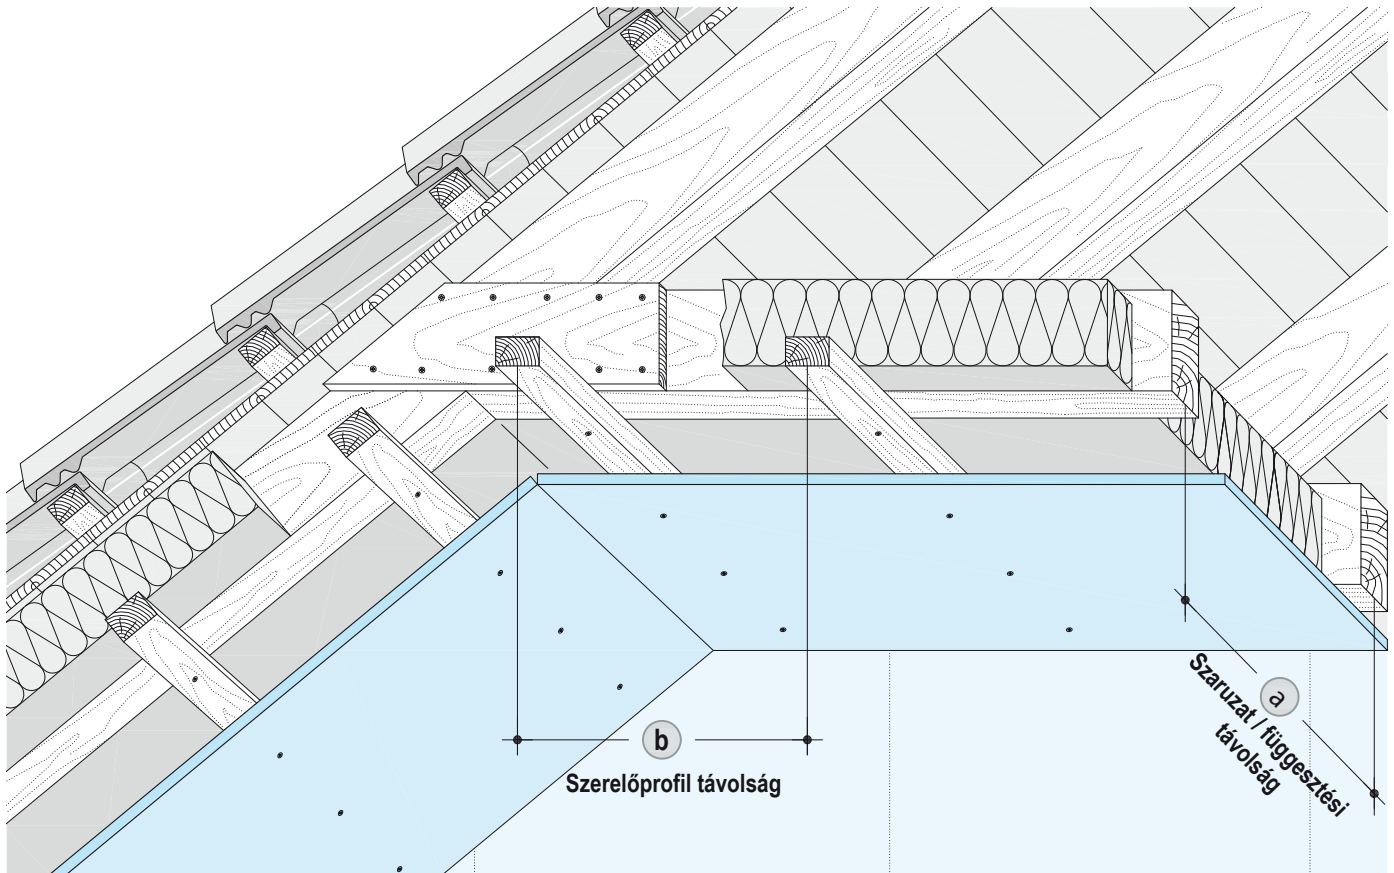 b
Szerelőprofil távolság
a
Szaruzat / függesztési
távolság